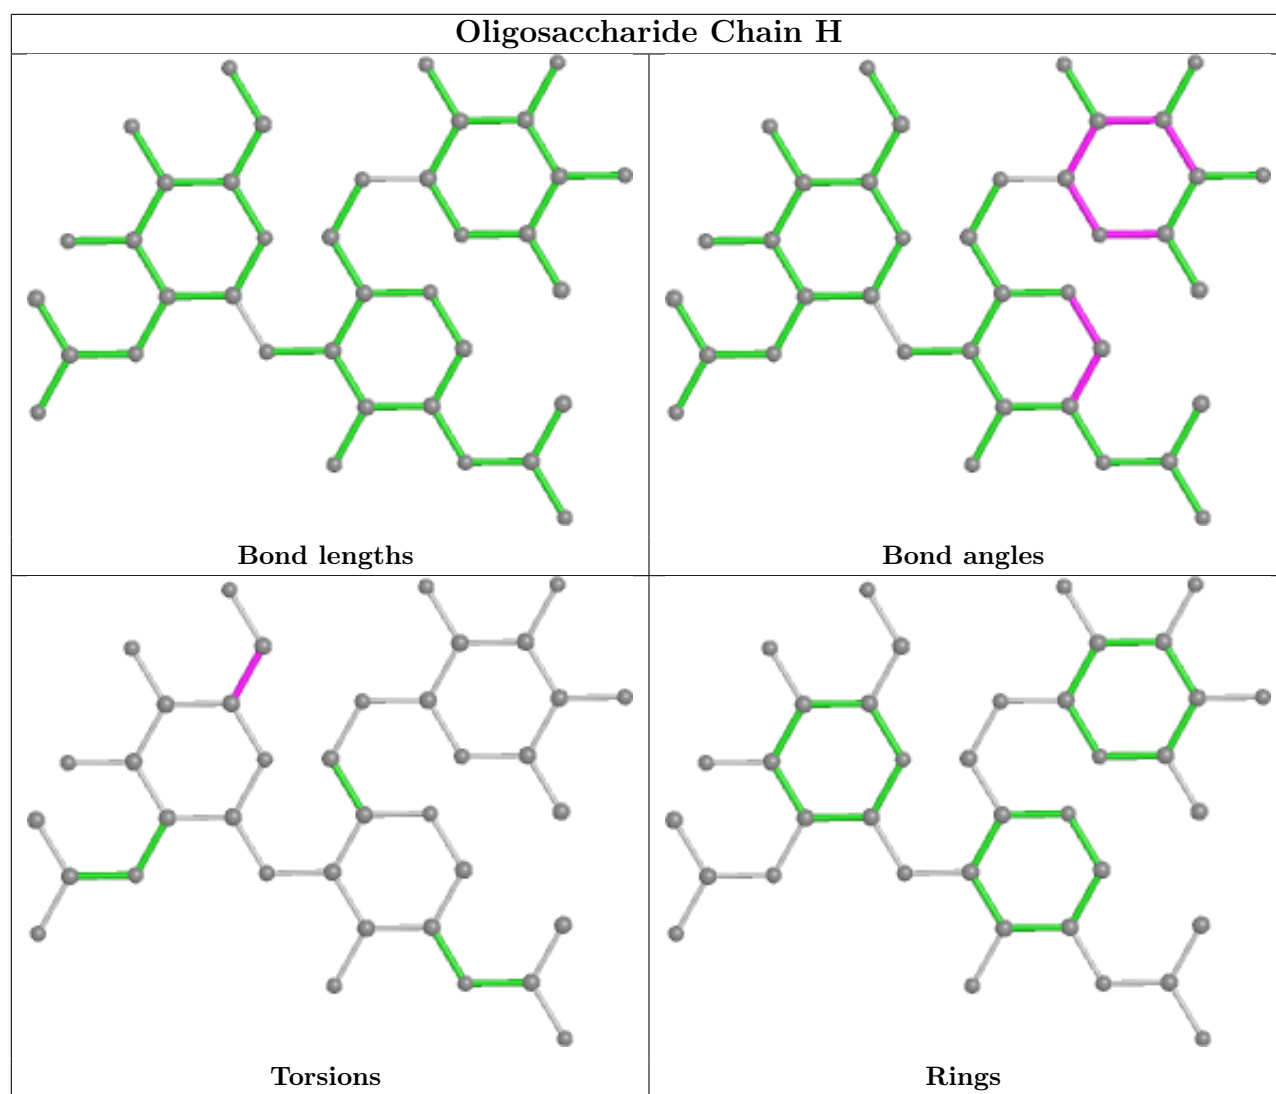 Oligosaccharide Chain H
Bond lengths
Bond angles
Torsions
Rings